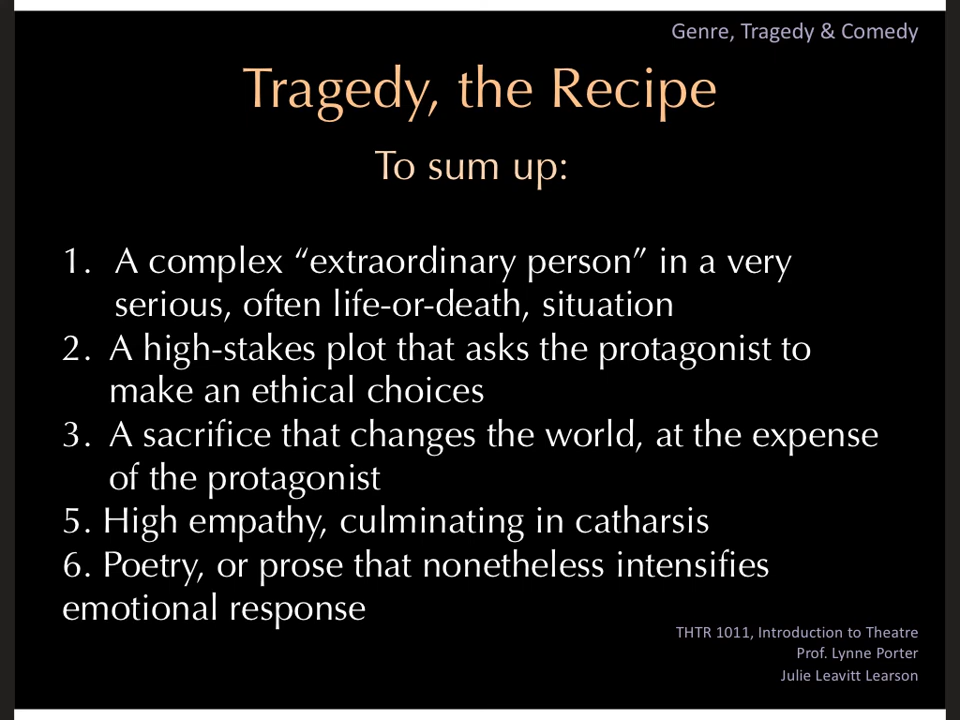 Genre, Tragedy & Comedy
Tragedy, the Recipe
To sum up:
1. A complex “extraordinary person” in a very
serious, often life-or-death, situation
2. A high-stakes plot that asks the protagonist to
make an ethical choices
3. A sacrifice that changes the world, at the expense
of the protagonist
5. High empathy, culminating in catharsis
6. Poetry, or prose that nonetheless intensifies
emotional response
THTR 1011, Introduction to Theatre
Prof. Lynne Porter
Julie Leavitt Learson